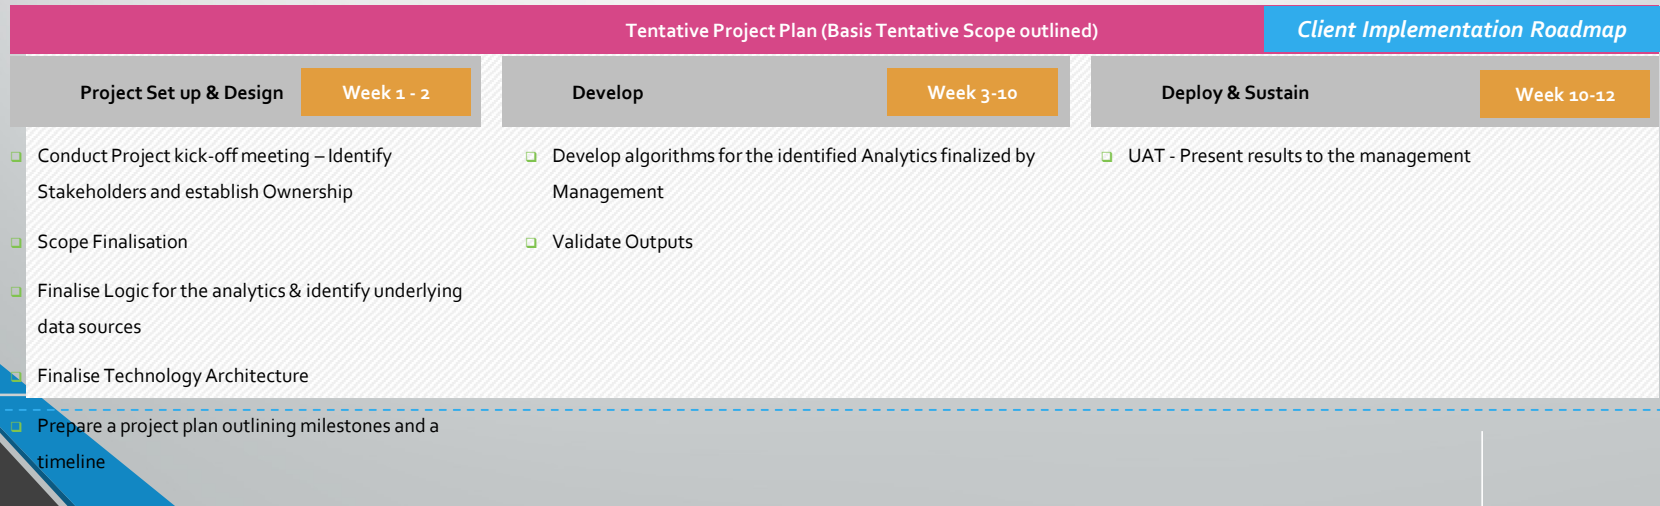 Tentative Project Plan (Basis Tentative Scope outlined)
Client Implementation Roadmap
Project Set up & Design
Week 1 - 2
Conduct Project kick-off meeting – Identify
Stakeholders and establish Ownership
Scope Finalisation
Finalise Logic for the analytics & identify underlying
data sources
Finalise Technology Architecture
Prepare a project plan outlining milestones and a
timeline
Develop
Week 3-10
Develop algorithms for the identified Analytics finalized by
Management
Validate Outputs
Deploy & Sustain
Week 10-12
UAT - Present results to the management